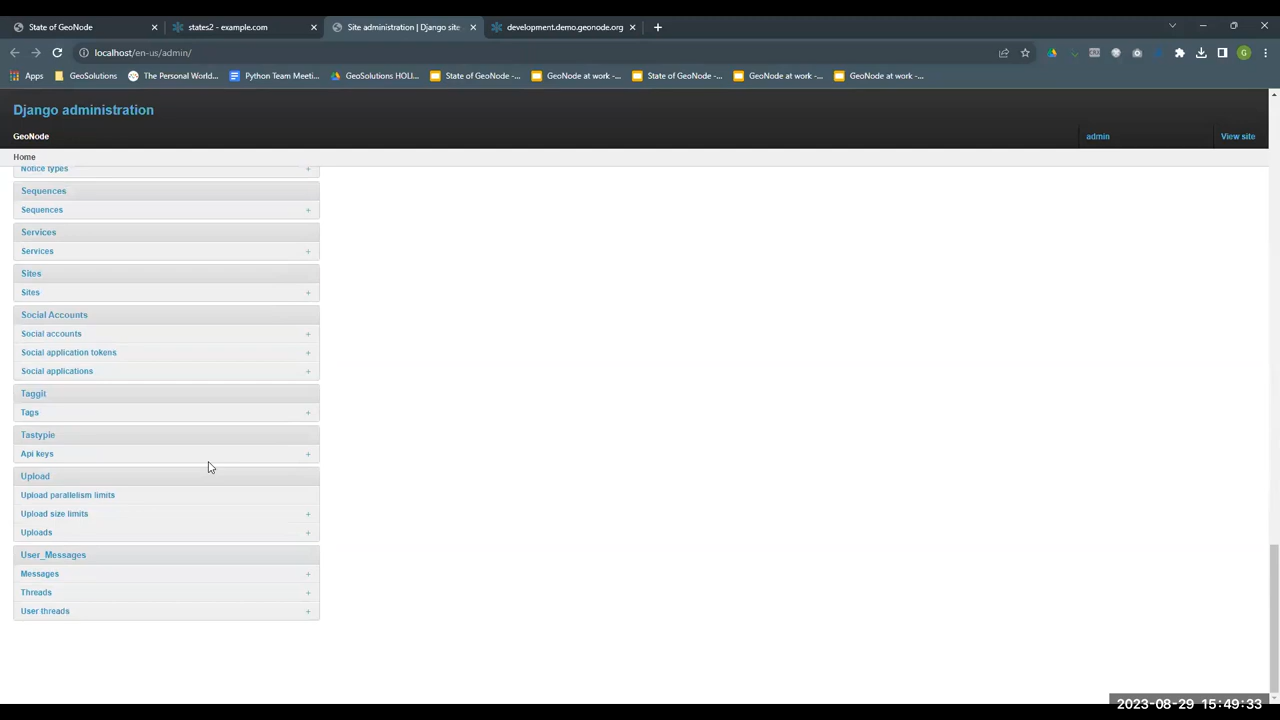 State of GeoNode
states2 - example.com
Site administration | Django site
development.demo.geonode.org
localhost/en-us/admin/
G
Apps
GeoSolutions
The Personal World...
Python Team Meeti...
GeoSolutions HOLI...
State of GeoNode -...
GeoNode at work -...
State of GeoNode -...
GeoNode at work -...
GeoNode at work -...
Django administration
GeoNode
admin
View site
Home
Notice types +
Sequences
Sequences +
Services
Services +
Sites
Sites +
Social Accounts
Social accounts +
Social application tokens +
Social applications +
Taggit
Tags +
Tastypie
Api keys +
Upload
Upload parallelism limits
Upload size limits +
Uploads +
User_Messages
Messages +
Threads +
User threads +
2023-08-29 15:49:33